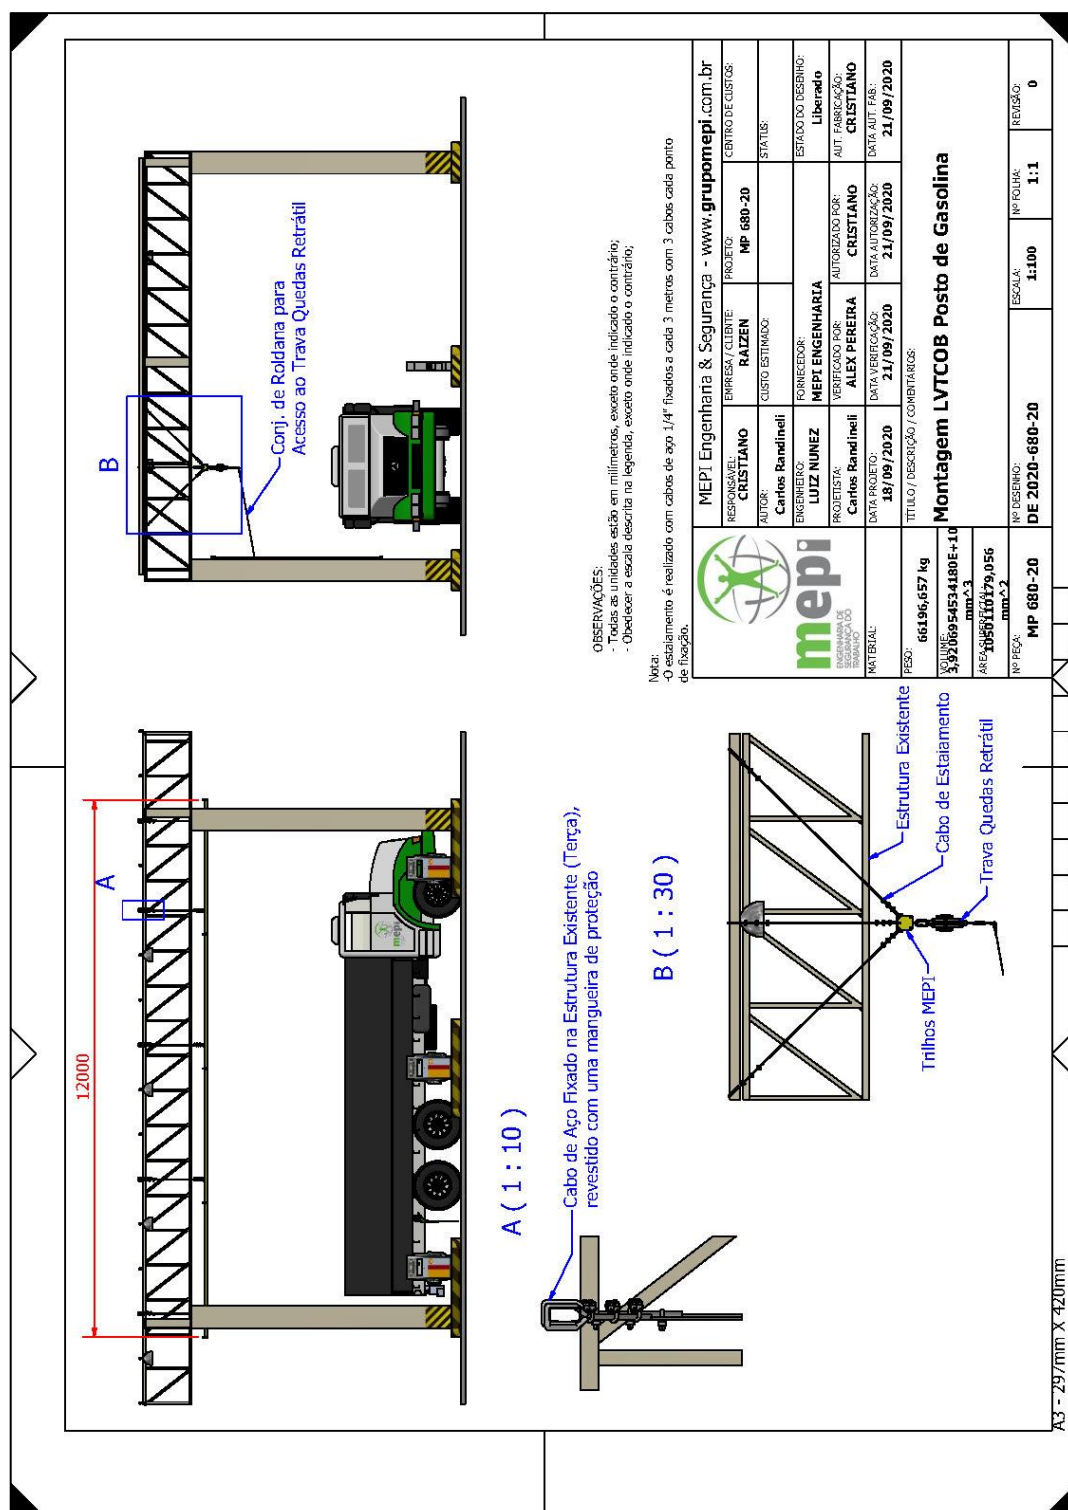 12000
A
B
Conj. de Roldana para
Acesso ao Trava Quedas Retrátil
A ( 1 : 10 )
Cabo de Aço Fixado na Estrutura Existente (Terça),
revestido com uma mangueira de proteção
B ( 1 : 30 )
Trilhos MEPI
Estrutura Existente
Cabo de Estaiamento
Trava Quedas Retrátil
mepi
OBSERVAÇÕES:
- Todas as unidades estão em milímetros, exceto onde indicado o contrário;
- Obedecer a escala descrita na legenda, exceto onde indicado o contrário;
Nota:
-O estaiamento é realizado com cabos de aço 1/4" fixados a cada 3 metros com 3 cabos cada ponto
de fixação.
mepi
ENGENHARIA DE
SEGURANÇA DO
TRABALHO
MEPI Engenharia & Segurança - www.grupomepi.com.br
RESPONSÁVEL:
CRISTIANO
EMPRESA / CLIENTE:
RAIZEN
PROJETO:
MP 680-20
CENTRO DE CUSTOS:
AUTOR:
Carlos Randineli
CUSTO ESTIMADO:
STATUS:
ENGENHEIRO:
LUIZ NUNEZ
FORNECEDOR:
MEPI ENGENHARIA
ESTADO DO DESENHO:
Liberado
PROJETISTA:
Carlos Randineli
VERIFICADO POR:
ALEX PEREIRA
AUTORIZADO POR:
CRISTIANO
AUT. FABRICAÇÃO:
CRISTIANO
MATERIAL:
DATA PROJETO:
18/09/2020
DATA VERIFICAÇÃO:
21/09/2020
DATA AUTORIZAÇÃO:
21/09/2020
DATA AUT. FAB.:
21/09/2020
PESO:
66196,657 kg
VOLUME:
3,9206954534180E+10
mm^3
1050110179,056
mm^2
TÍTULO / DESCRIÇÃO / COMENTÁRIOS:
Montagem LVTCOB Posto de Gasolina
Nº PEÇA:
MP 680-20
Nº DESENHO:
DE 2020-680-20
ESCALA:
1:100
Nº FOLHA:
1:1
REVISÃO:
0
A3 - 297mm X 420mm